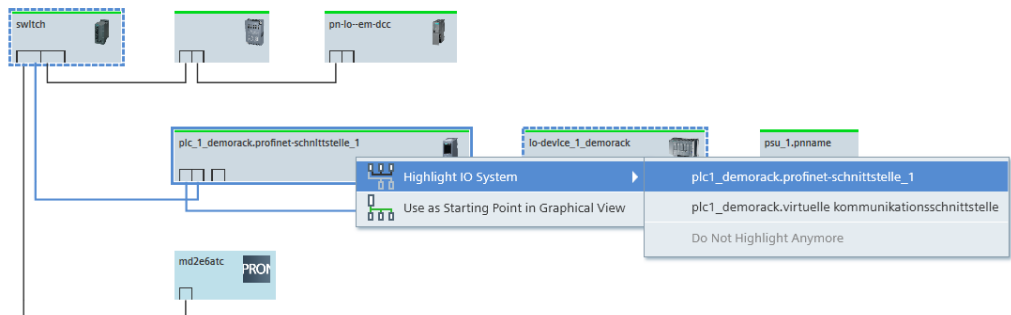 switch
pn-io--em-dcc
plc_1_demorack.profinet-schnittstelle_1
io-device_1_demorack
psu_1.pnname
Highlight IO System
plc1_demorack.profinet-schnittstelle_1
Use as Starting Point in Graphical View
plc1_demorack.virtuelle kommunikationsschnittstelle
Do Not Highlight Anymore
md2e6atc
PRON